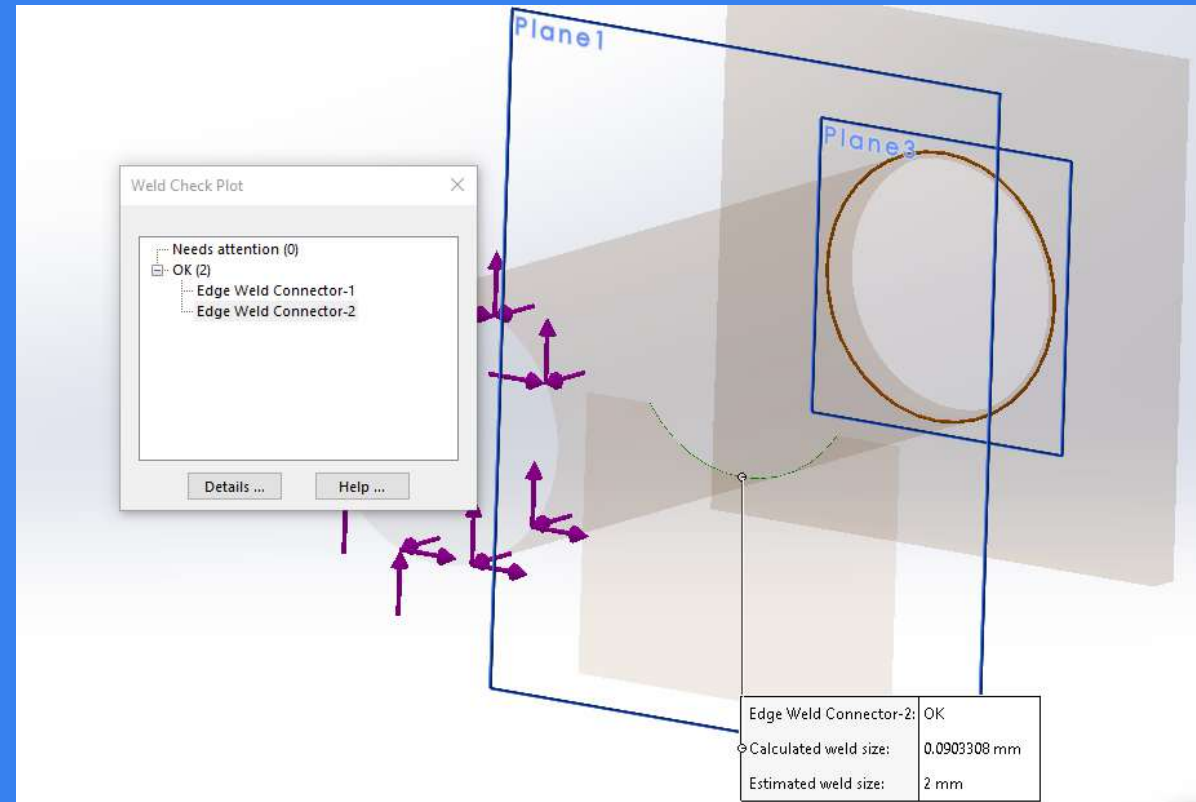 Plane1
Plane3
Weld Check Plot
Needs attention (0)
OK (2)
Edge Weld Connector-1
Edge Weld Connector-2
Details ...
Help ...
Edge Weld Connector-2: OK
Calculated weld size: 0.0903308 mm
Estimated weld size: 2 mm